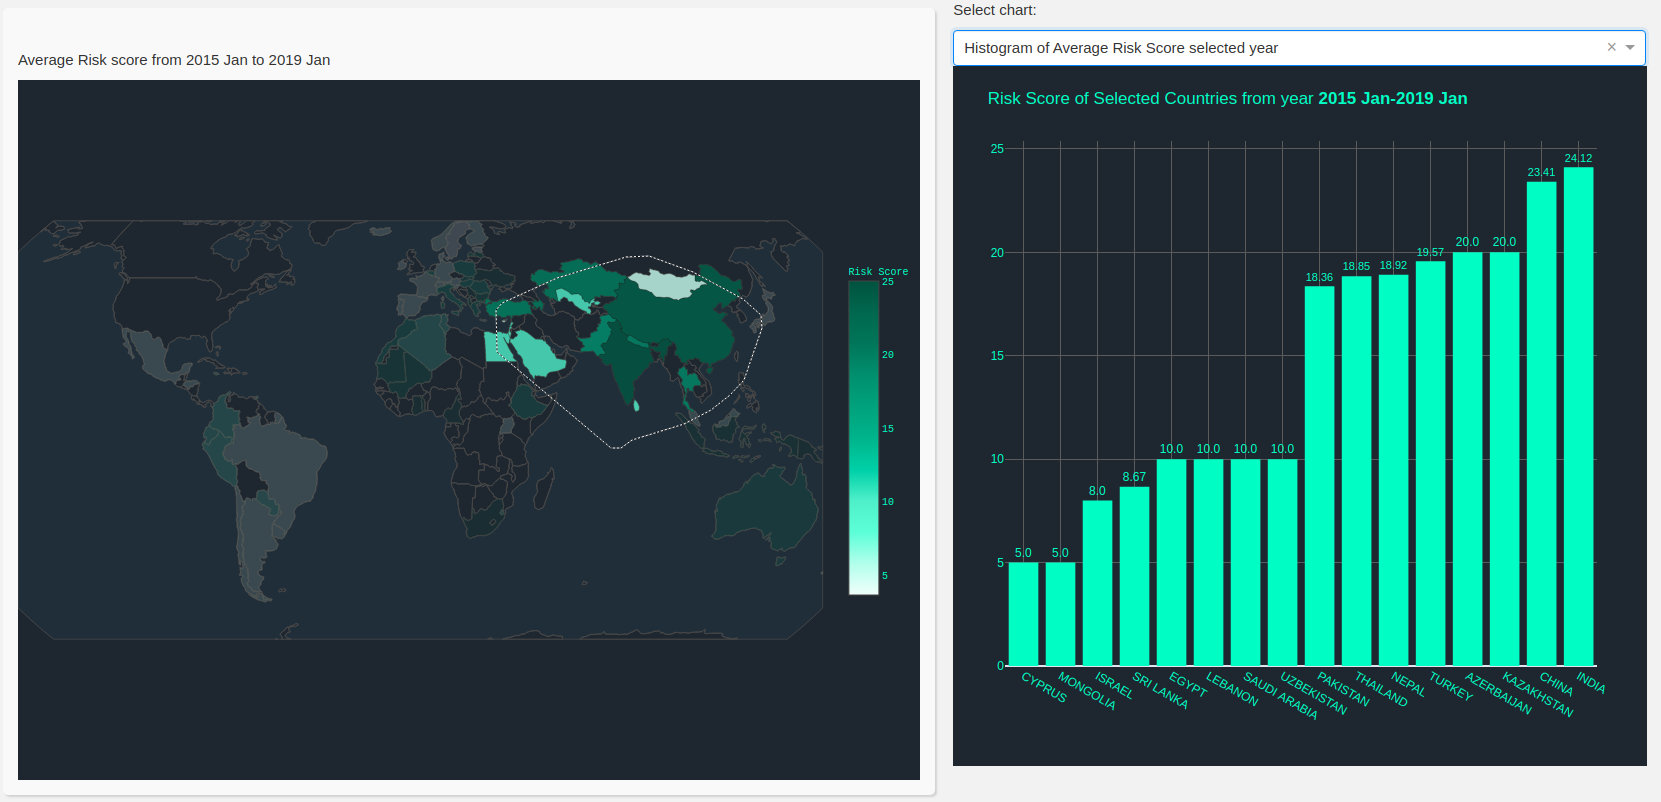 Average Risk score from 2015 Jan to 2019 Jan
Risk Score
25
20
15
10
5
Select chart:
Histogram of Average Risk Score selected year
Risk Score of Selected Countries from year 2015 Jan-2019 Jan
25
20
15
10
5
0
5.0
5.0
8.0
8.67
10.0
10.0
10.0
10.0
18.36
18.85
18.92
19.57
20.0
20.0
23.41
24.12
CYPRUS
MONGOLIA
ISRAEL
SRI LANKA
EGYPT
LEBANON
SAUDI ARABIA
UZBEKISTAN
PAKISTAN
THAILAND
NEPAL
TURKEY
AZERBAIJAN
KAZAKHSTAN
CHINA
INDIA